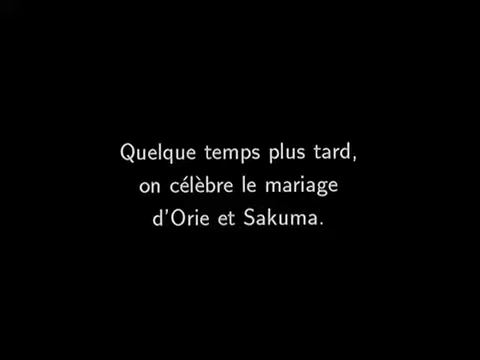 Quelque temps plus tard,
on célèbre le mariage
d'Orie et Sakuma.